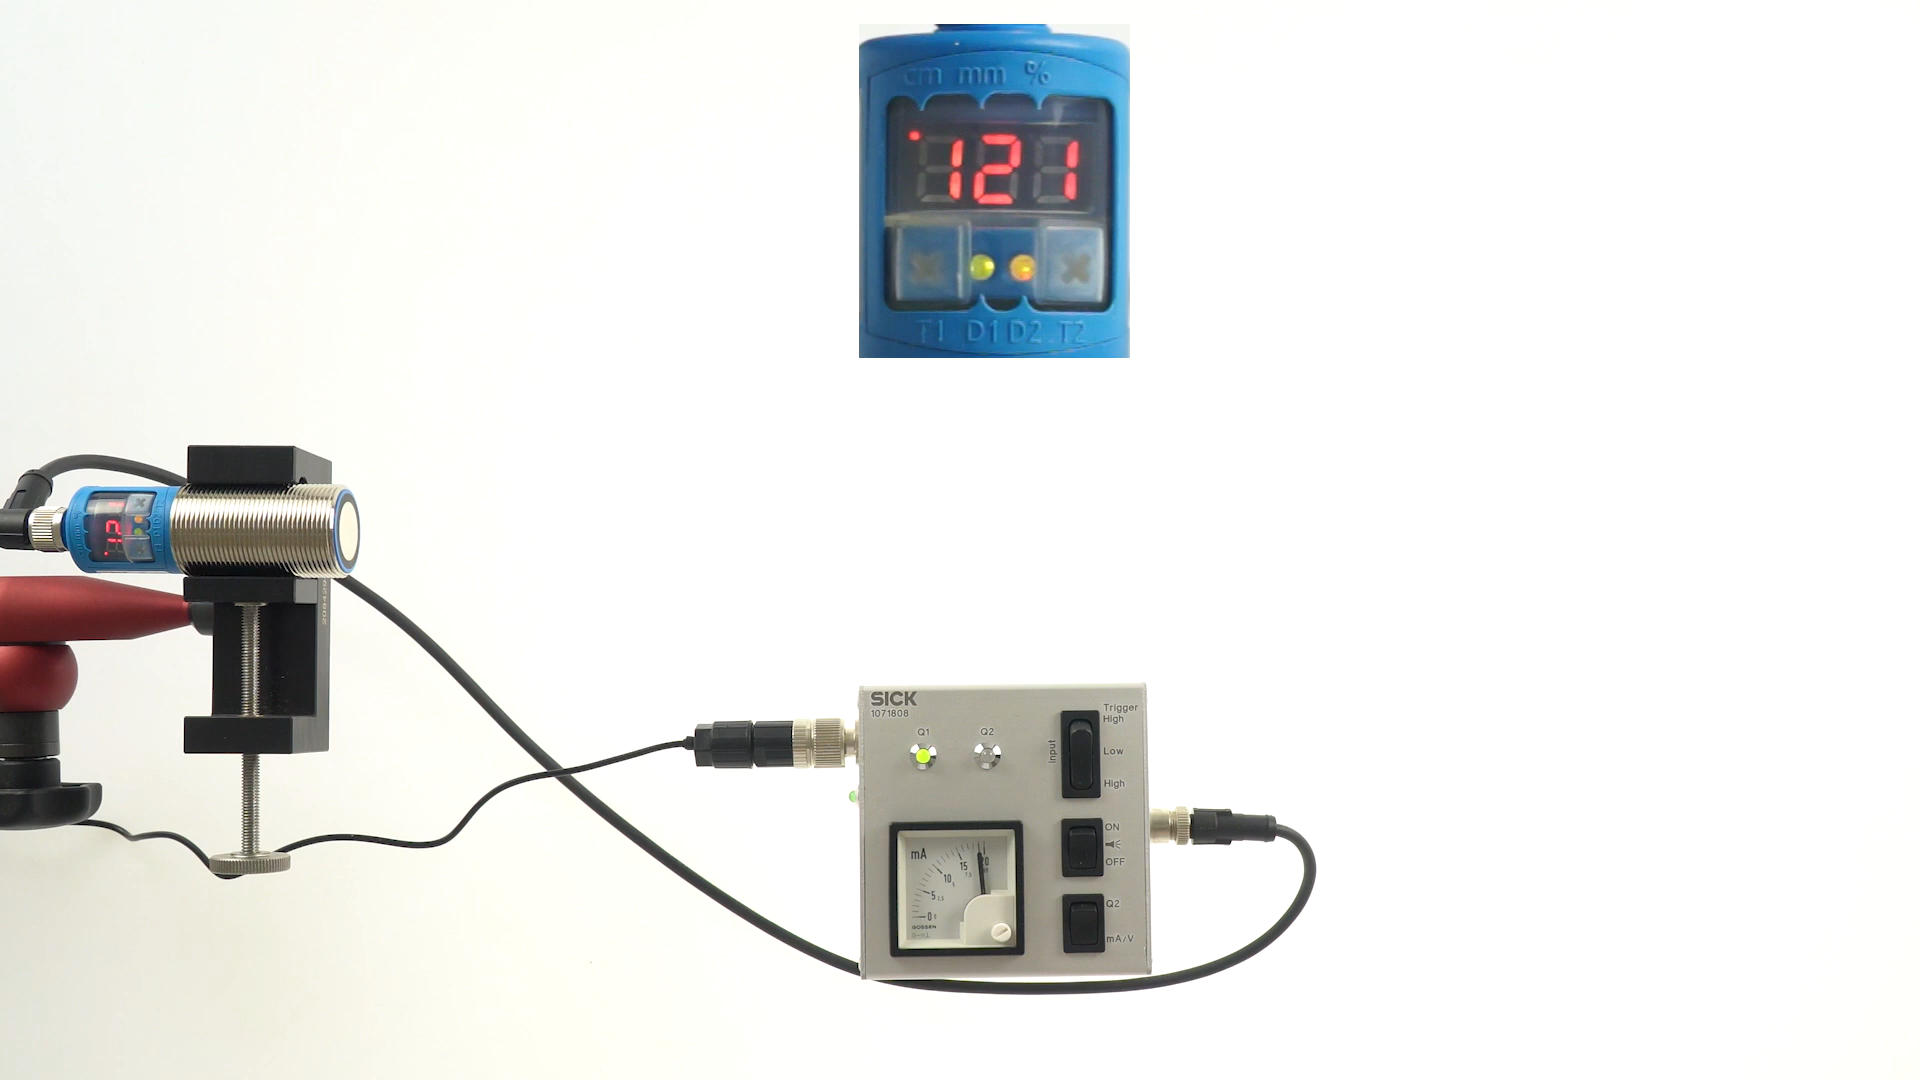 cm mm %
121
T1 D1 D2 T2
SICK
1071808
Q1 Q2
Trigger
High
Input
Low
High
ON
OFF
Q2
mA/V
mA
0 5 10 15 20
GOSSEN